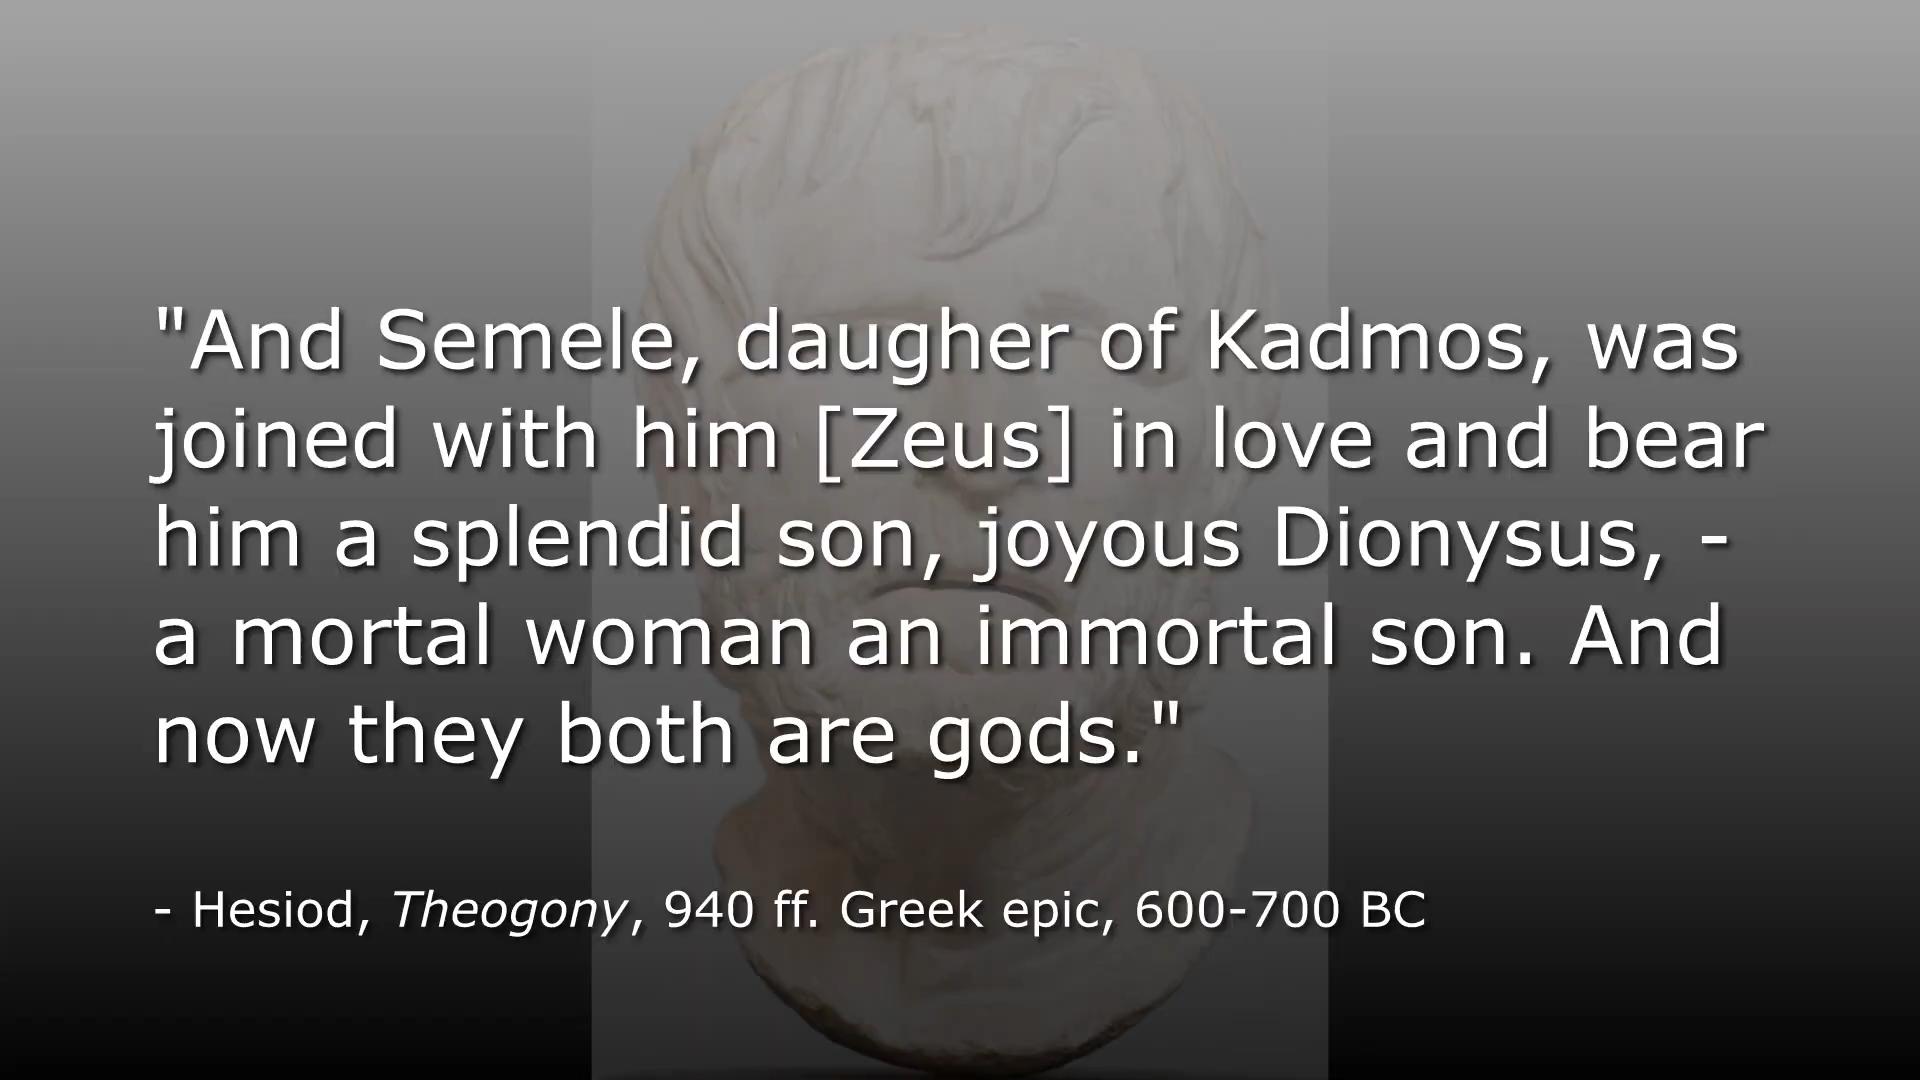 "And Semele, daugher of Kadmos, was
joined with him [Zeus] in love and bear
him a splendid son, joyous Dionysus, -
a mortal woman an immortal son. And
now they both are gods."
- Hesiod, Theogony, 940 ff. Greek epic, 600-700 BC